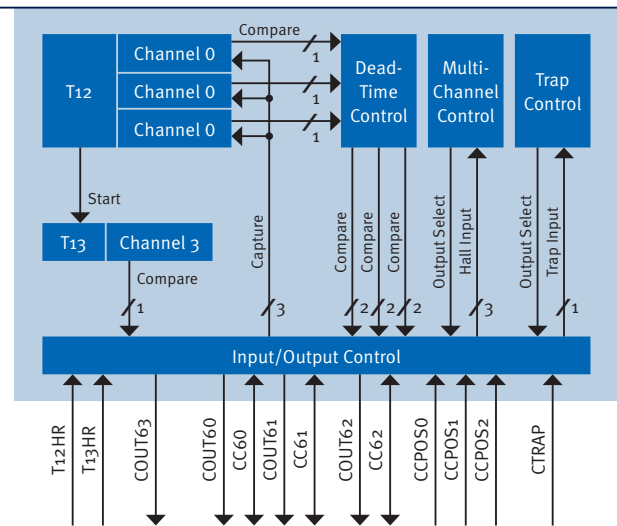 Compare
T12
Channel 0
1
Channel 0
1
Channel 0
1
Dead-
Time
Control
Multi-
Channel
Control
Trap
Control
Start
T13
Channel 3
Compare
1
Capture
3
Compare
2
Compare
2
Compare
2
Output Select
Hall Input
3
Output Select
Trap Input
1
Input/Output Control
T12HR
T13HR
COUT63
COUT60
CC60
COUT61
CC61
COUT62
CC62
CCPOS0
CCPOS1
CCPOS2
CTRAP